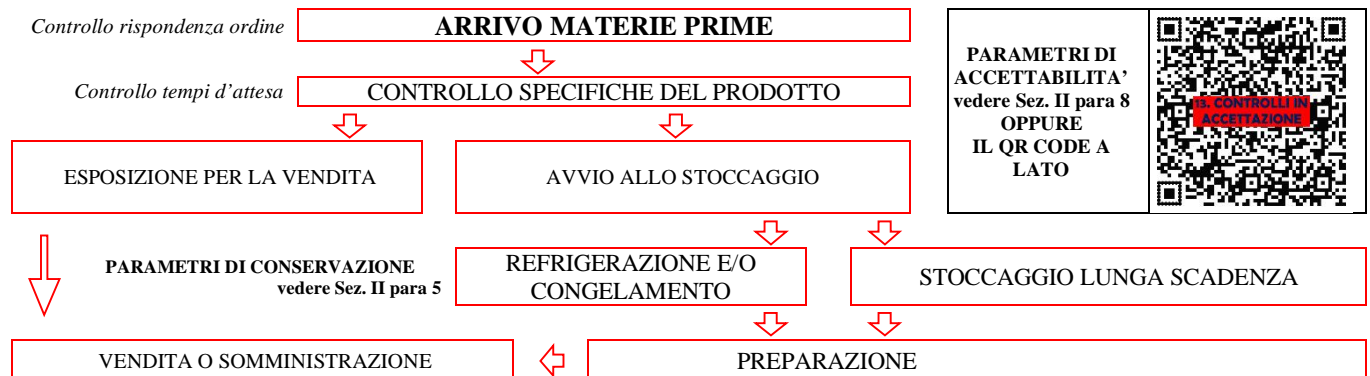 Controllo rispondenza ordine
ARRIVO MATERIE PRIME
Controllo tempi d'attesa
CONTROLLO SPECIFICHE DEL PRODOTTO
PARAMETRI DI
ACCETTABILITA'
vedere Sez. II para 8
OPPURE
IL QR CODE A
LATO
13. CONTROLLI IN
ACCETTAZIONE
ESPOSIZIONE PER LA VENDITA
AVVIO ALLO STOCCAGGIO
PARAMETRI DI CONSERVAZIONE
vedere Sez. II para 5
REFRIGERAZIONE E/O
CONGELAMENTO
STOCCAGGIO LUNGA SCADENZA
VENDITA O SOMMINISTRAZIONE
PREPARAZIONE